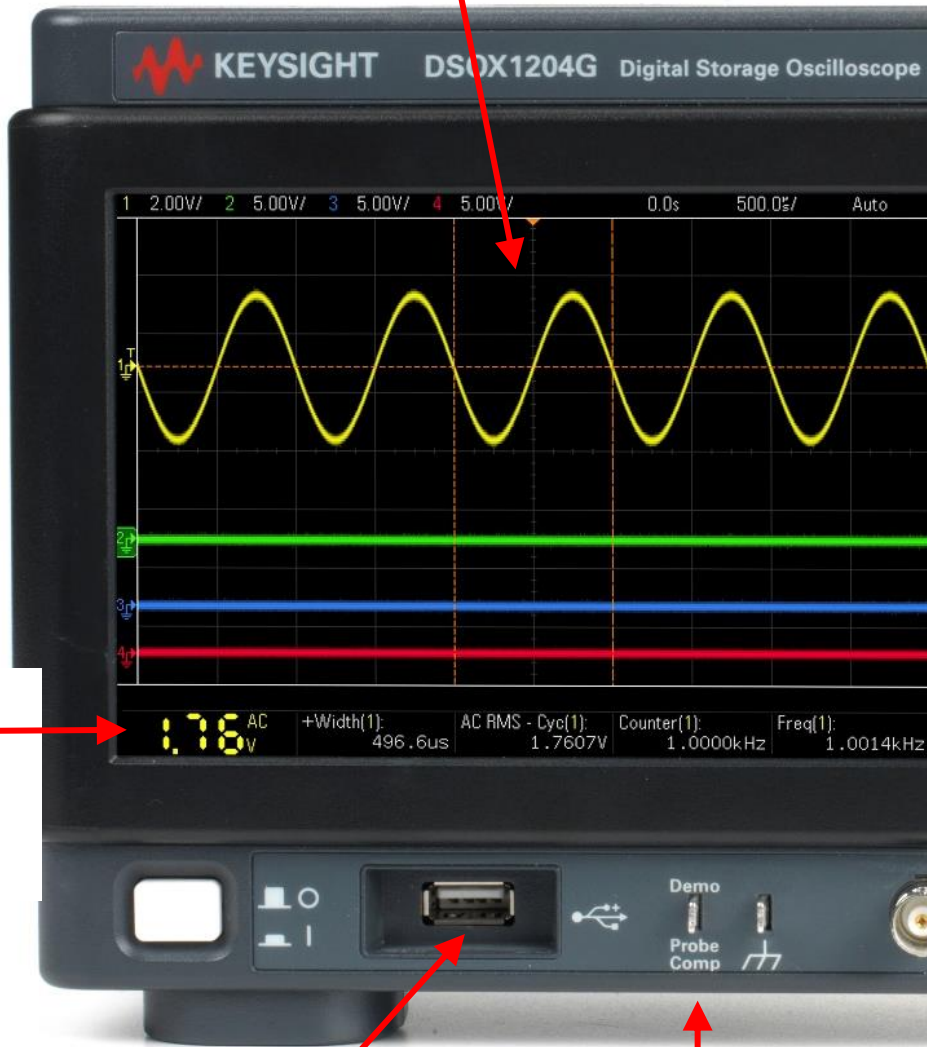 KEYSIGHT DSOX1204G Digital Storage Oscilloscope
1 2.00V/ 2 5.00V/ 3 5.00V/ 4 5.00V/ 0.0s 500.0㎲/ Auto
T
1
2
3
4
1.76 AC V +Width(1): AC RMS - Cyc(1): Counter(1): Freq(1):
496.6us 1.7607V 1.0000kHz 1.0014kHz
Demo
Probe
Comp